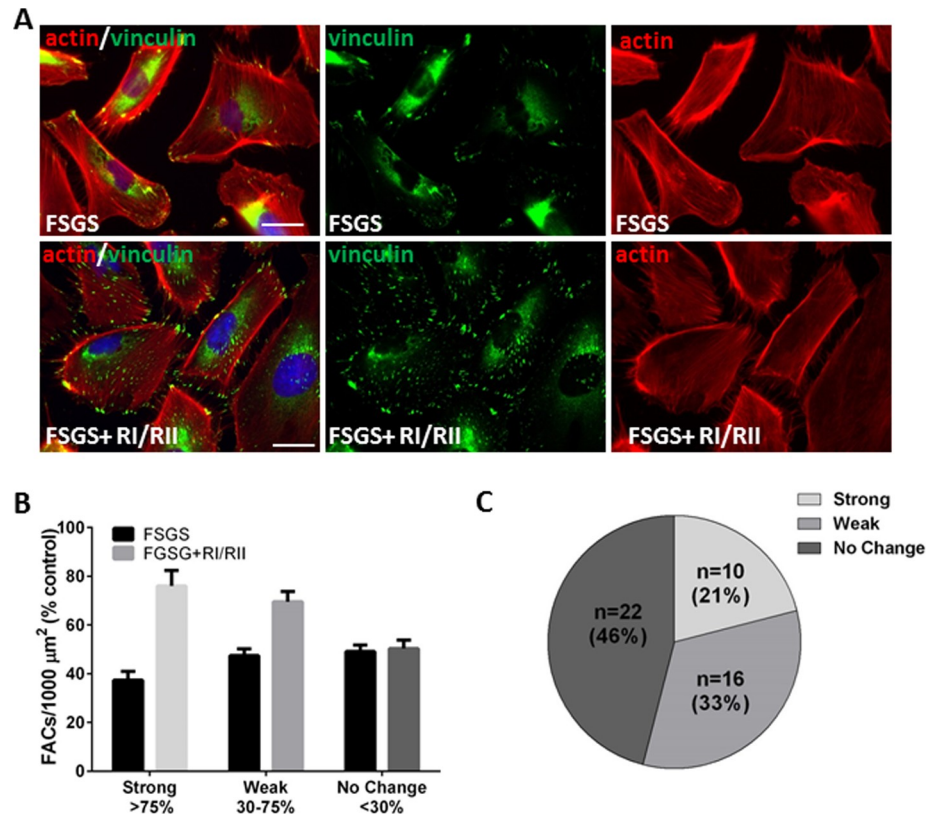 A
actin/vinculin
vinculin
actin
FSGS
FSGS
FSGS
actin/vinculin
vinculin
actin
FSGS+ RI/RII
FSGS+ RI/RII
FSGS+ RI/RII
B
FACs/1000 μm² (% control)
100
80
60
40
20
0
FSGS
FGSG+RI/RII
Strong
>75%
Weak
30-75%
No Change
<30%
C
Strong
Weak
No Change
n=10
(21%)
n=22
(46%)
n=16
(33%)